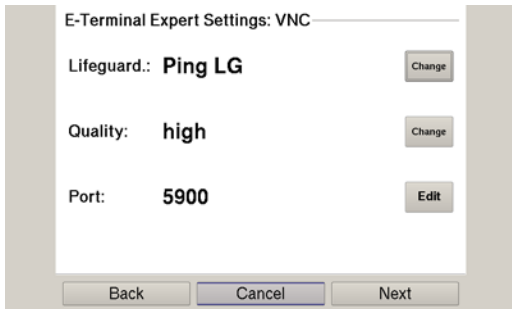 E-Terminal Expert Settings: VNC
Lifeguard.: Ping LG Change
Quality: high Change
Port: 5900 Edit
Back Cancel Next